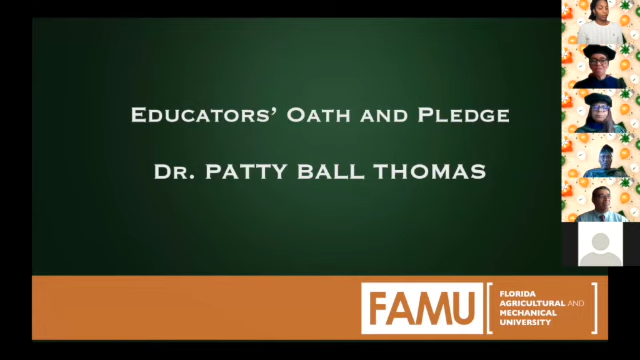 Educators' Oath and Pledge
Dr. PATTY BALL THOMAS
FAMU
FLORIDA
AGRICULTURAL AND
MECHANICAL
UNIVERSITY